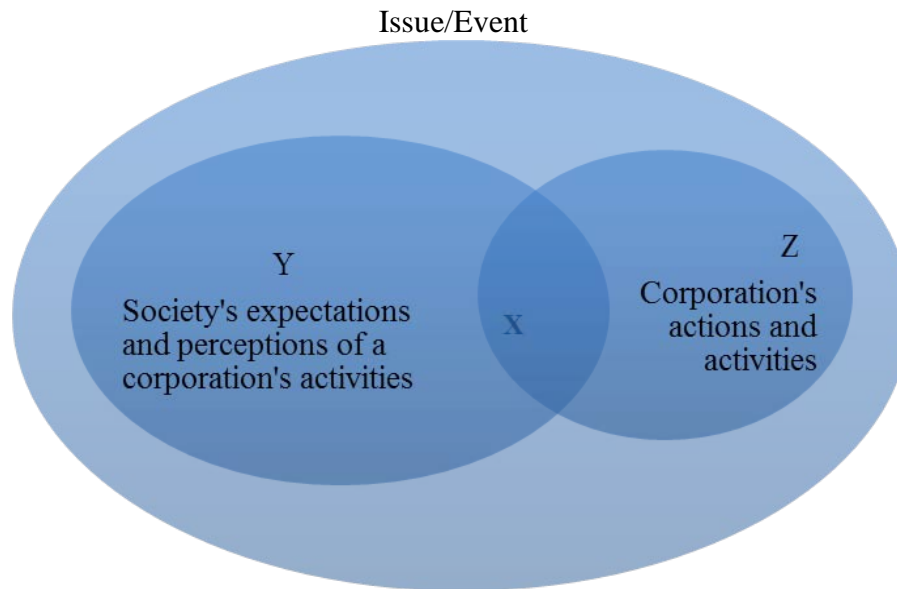 Issue/Event
Y
Society's expectations
and perceptions of a
corporation's activities
X
Z
Corporation's
actions and
activities